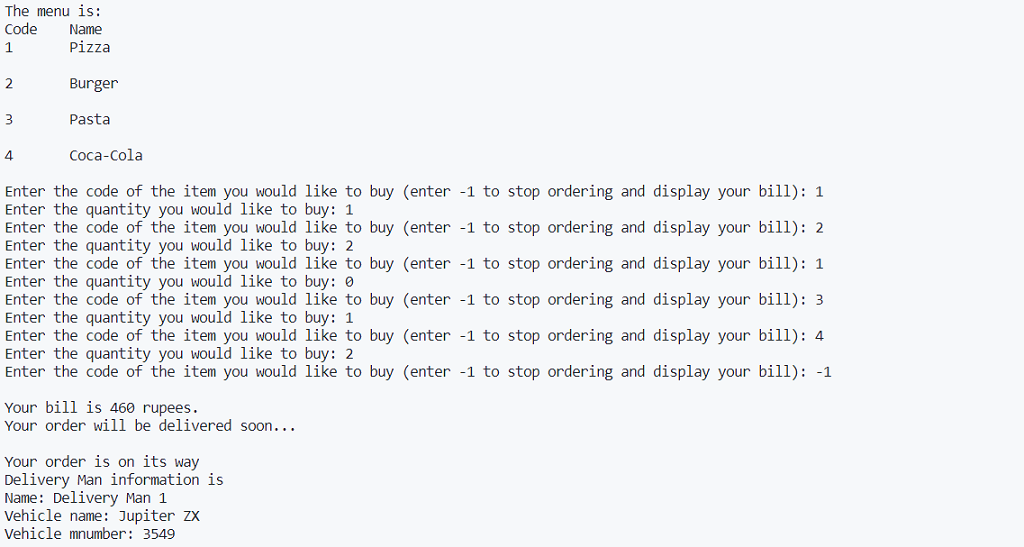 The menu is:
Code    Name
1       Pizza
2       Burger
3       Pasta
4       Coca-Cola
Enter the code of the item you would like to buy (enter -1 to stop ordering and display your bill): 1
Enter the quantity you would like to buy: 1
Enter the code of the item you would like to buy (enter -1 to stop ordering and display your bill): 2
Enter the quantity you would like to buy: 2
Enter the code of the item you would like to buy (enter -1 to stop ordering and display your bill): 1
Enter the quantity you would like to buy: 0
Enter the code of the item you would like to buy (enter -1 to stop ordering and display your bill): 3
Enter the quantity you would like to buy: 1
Enter the code of the item you would like to buy (enter -1 to stop ordering and display your bill): 4
Enter the quantity you would like to buy: 2
Enter the code of the item you would like to buy (enter -1 to stop ordering and display your bill): -1
Your bill is 460 rupees.
Your order will be delivered soon...
Your order is on its way
Delivery Man information is
Name: Delivery Man 1
Vehicle name: Jupiter ZX
Vehicle mnumber: 3549